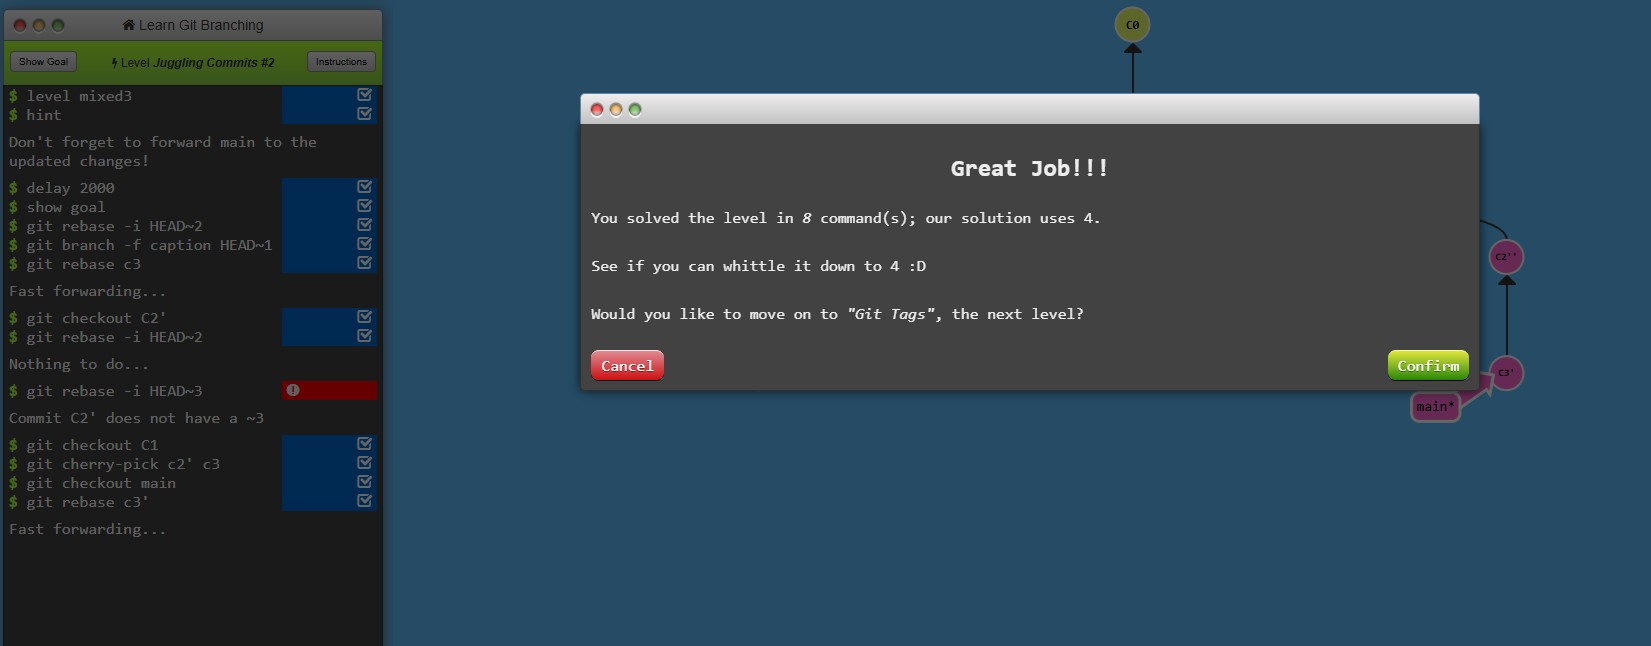 Learn Git Branching
Show Goal
Level Juggling Commits #2
Instructions
$ level mixed3
$ hint
Don't forget to forward main to the
updated changes!
$ delay 2000
$ show goal
$ git rebase -i HEAD~2
$ git branch -f caption HEAD~1
$ git rebase c3
Fast forwarding...
$ git checkout C2'
$ git rebase -i HEAD~2
Nothing to do...
$ git rebase -i HEAD~3
Commit C2' does not have a ~3
$ git checkout C1
$ git cherry-pick c2' c3
$ git checkout main
$ git rebase c3'
Fast forwarding...
C0
Great Job!!!
You solved the level in 8 command(s); our solution uses 4.
See if you can whittle it down to 4 :D
Would you like to move on to "Git Tags", the next level?
Cancel
Confirm
C2''
C3'
main*